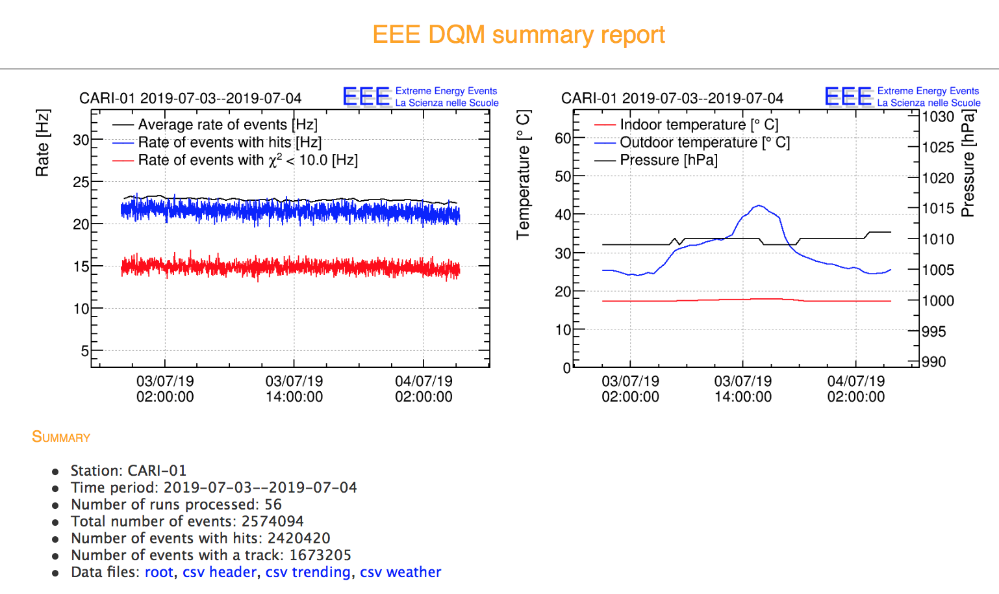 EEE DQM summary report
CARI-01 2019-07-03--2019-07-04
EEE
Extreme Energy Events
La Scienza nelle Scuole
Rate [Hz]
Average rate of events [Hz]
Rate of events with hits [Hz]
Rate of events with χ² < 10.0 [Hz]
30
25
20
15
10
5
03/07/19
02:00:00
03/07/19
14:00:00
04/07/19
02:00:00
CARI-01 2019-07-03--2019-07-04
EEE
Extreme Energy Events
La Scienza nelle Scuole
Temperature [° C]
Indoor temperature [° C]
Outdoor temperature [° C]
Pressure [hPa]
60
50
40
30
20
10
0
Pressure [hPa]
1030
1025
1020
1015
1010
1005
1000
995
990
03/07/19
02:00:00
03/07/19
14:00:00
04/07/19
02:00:00
SUMMARY
Station: CARI-01
Time period: 2019-07-03--2019-07-04
Number of runs processed: 56
Total number of events: 2574094
Number of events with hits: 2420420
Number of events with a track: 1673205
Data files: root, csv header, csv trending, csv weather